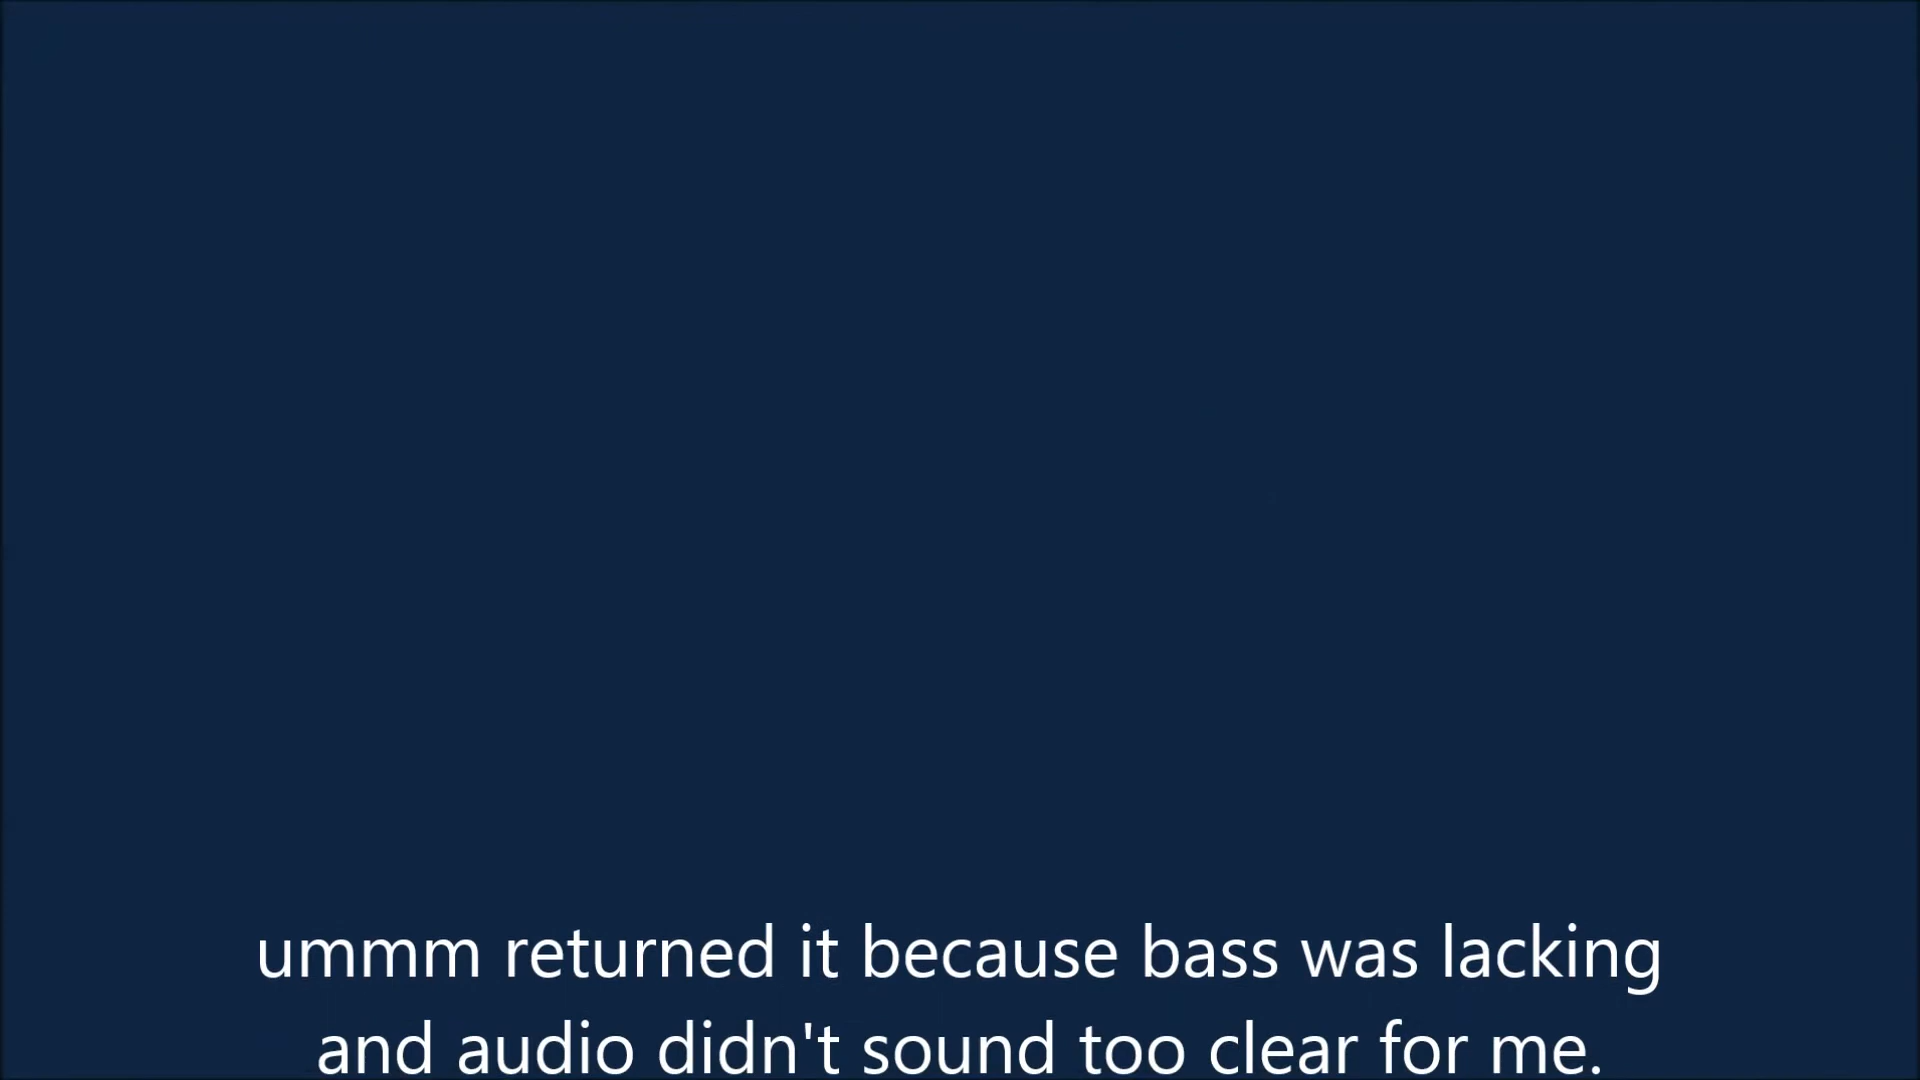 ummm returned it because bass was lacking
and audio didn't sound too clear for me.